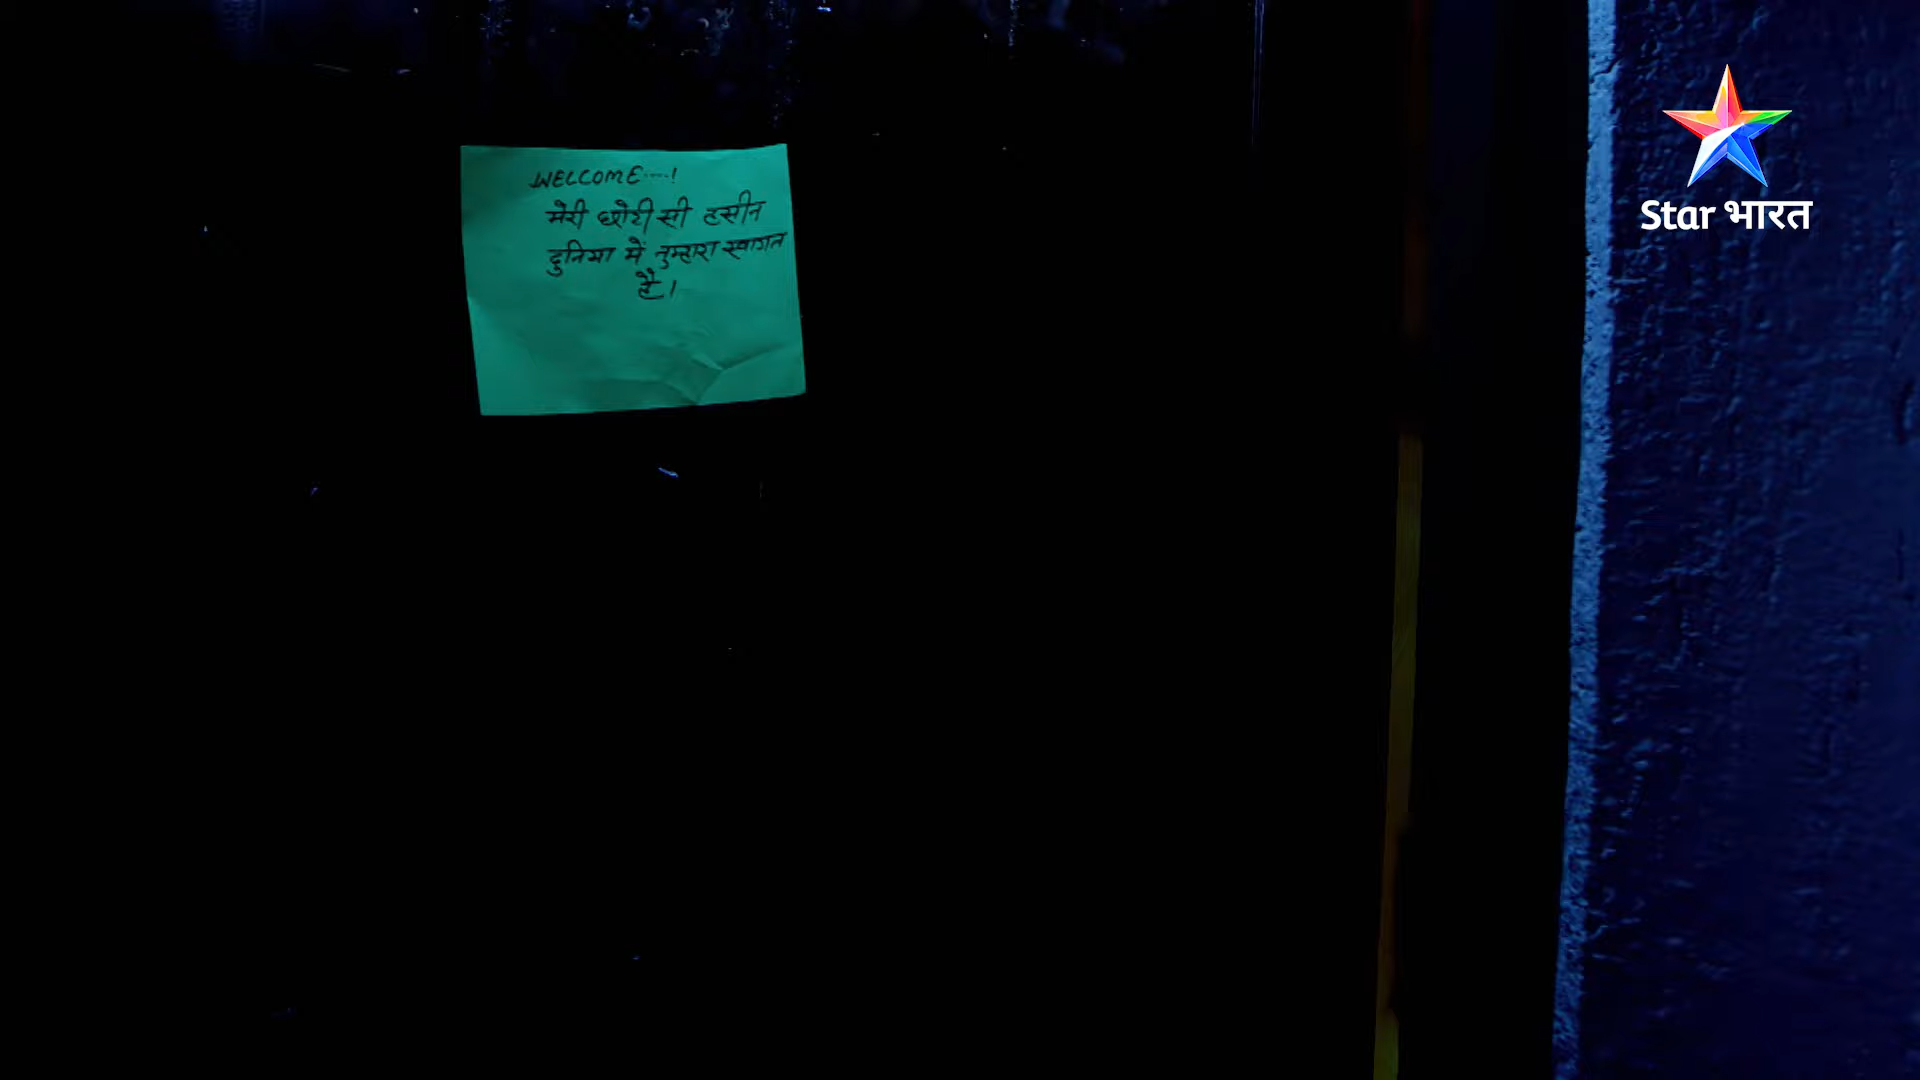 WELCOME....!
मेरी छोटी सी हसीन
दुनिया में तुम्हारा स्वागत
है।
Star भारत